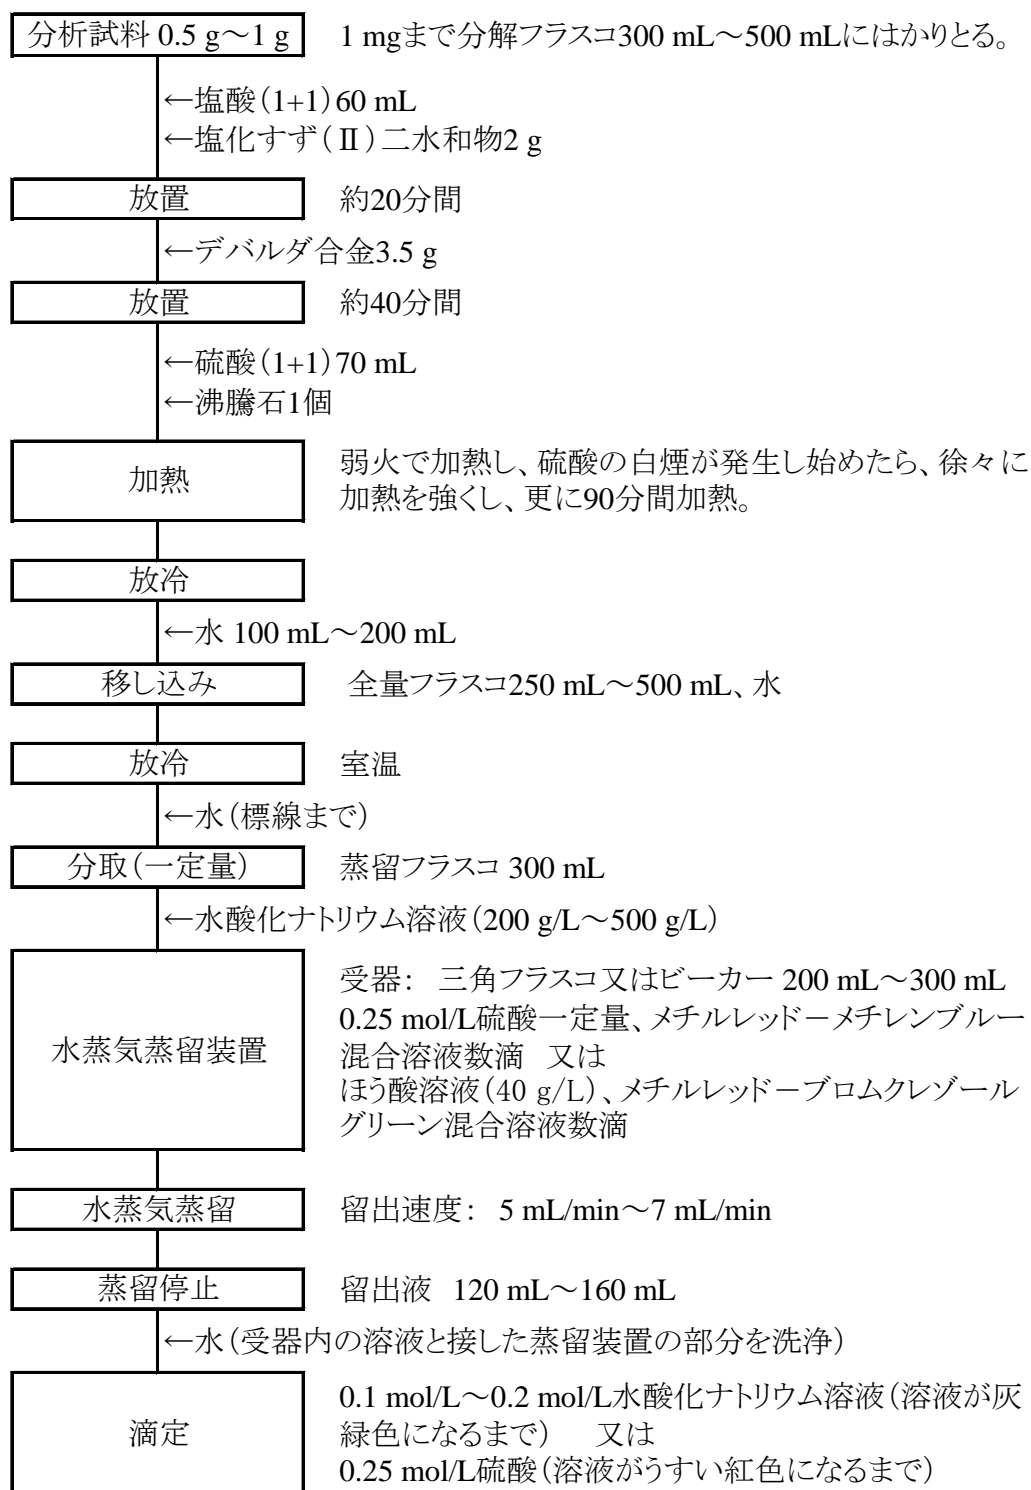 分析試料 0.5 g～1 g 1 mgまで分解フラスコ300 mL～500 mLにはかりとる。
←塩酸（1+1）60 mL
←塩化すず（Ⅱ）二水和物2 g
放置 約20分間
←デバルダ合金3.5 g
放置 約40分間
←硫酸（1+1）70 mL
←沸騰石1個
加熱
弱火で加熱し、硫酸の白煙が発生し始めたら、徐々に
加熱を強くし、更に90分間加熱。
放冷
←水 100 mL～200 mL
移し込み 全量フラスコ250 mL～500 mL、水
放冷 室温
←水（標線まで）
分取（一定量） 蒸留フラスコ 300 mL
←水酸化ナトリウム溶液（200 g/L～500 g/L）
水蒸気蒸留装置
受器： 三角フラスコ又はビーカー 200 mL～300 mL
0.25 mol/L硫酸一定量、メチルレッド－メチレンブルー
混合溶液数滴 又は
ほう酸溶液（40 g/L）、メチルレッド－ブロムクレゾール
グリーン混合溶液数滴
水蒸気蒸留 留出速度： 5 mL/min～7 mL/min
蒸留停止 留出液 120 mL～160 mL
←水（受器内の溶液と接した蒸留装置の部分を洗浄）
滴定
0.1 mol/L～0.2 mol/L水酸化ナトリウム溶液（溶液が灰
緑色になるまで） 又は
0.25 mol/L硫酸（溶液がうすい紅色になるまで）